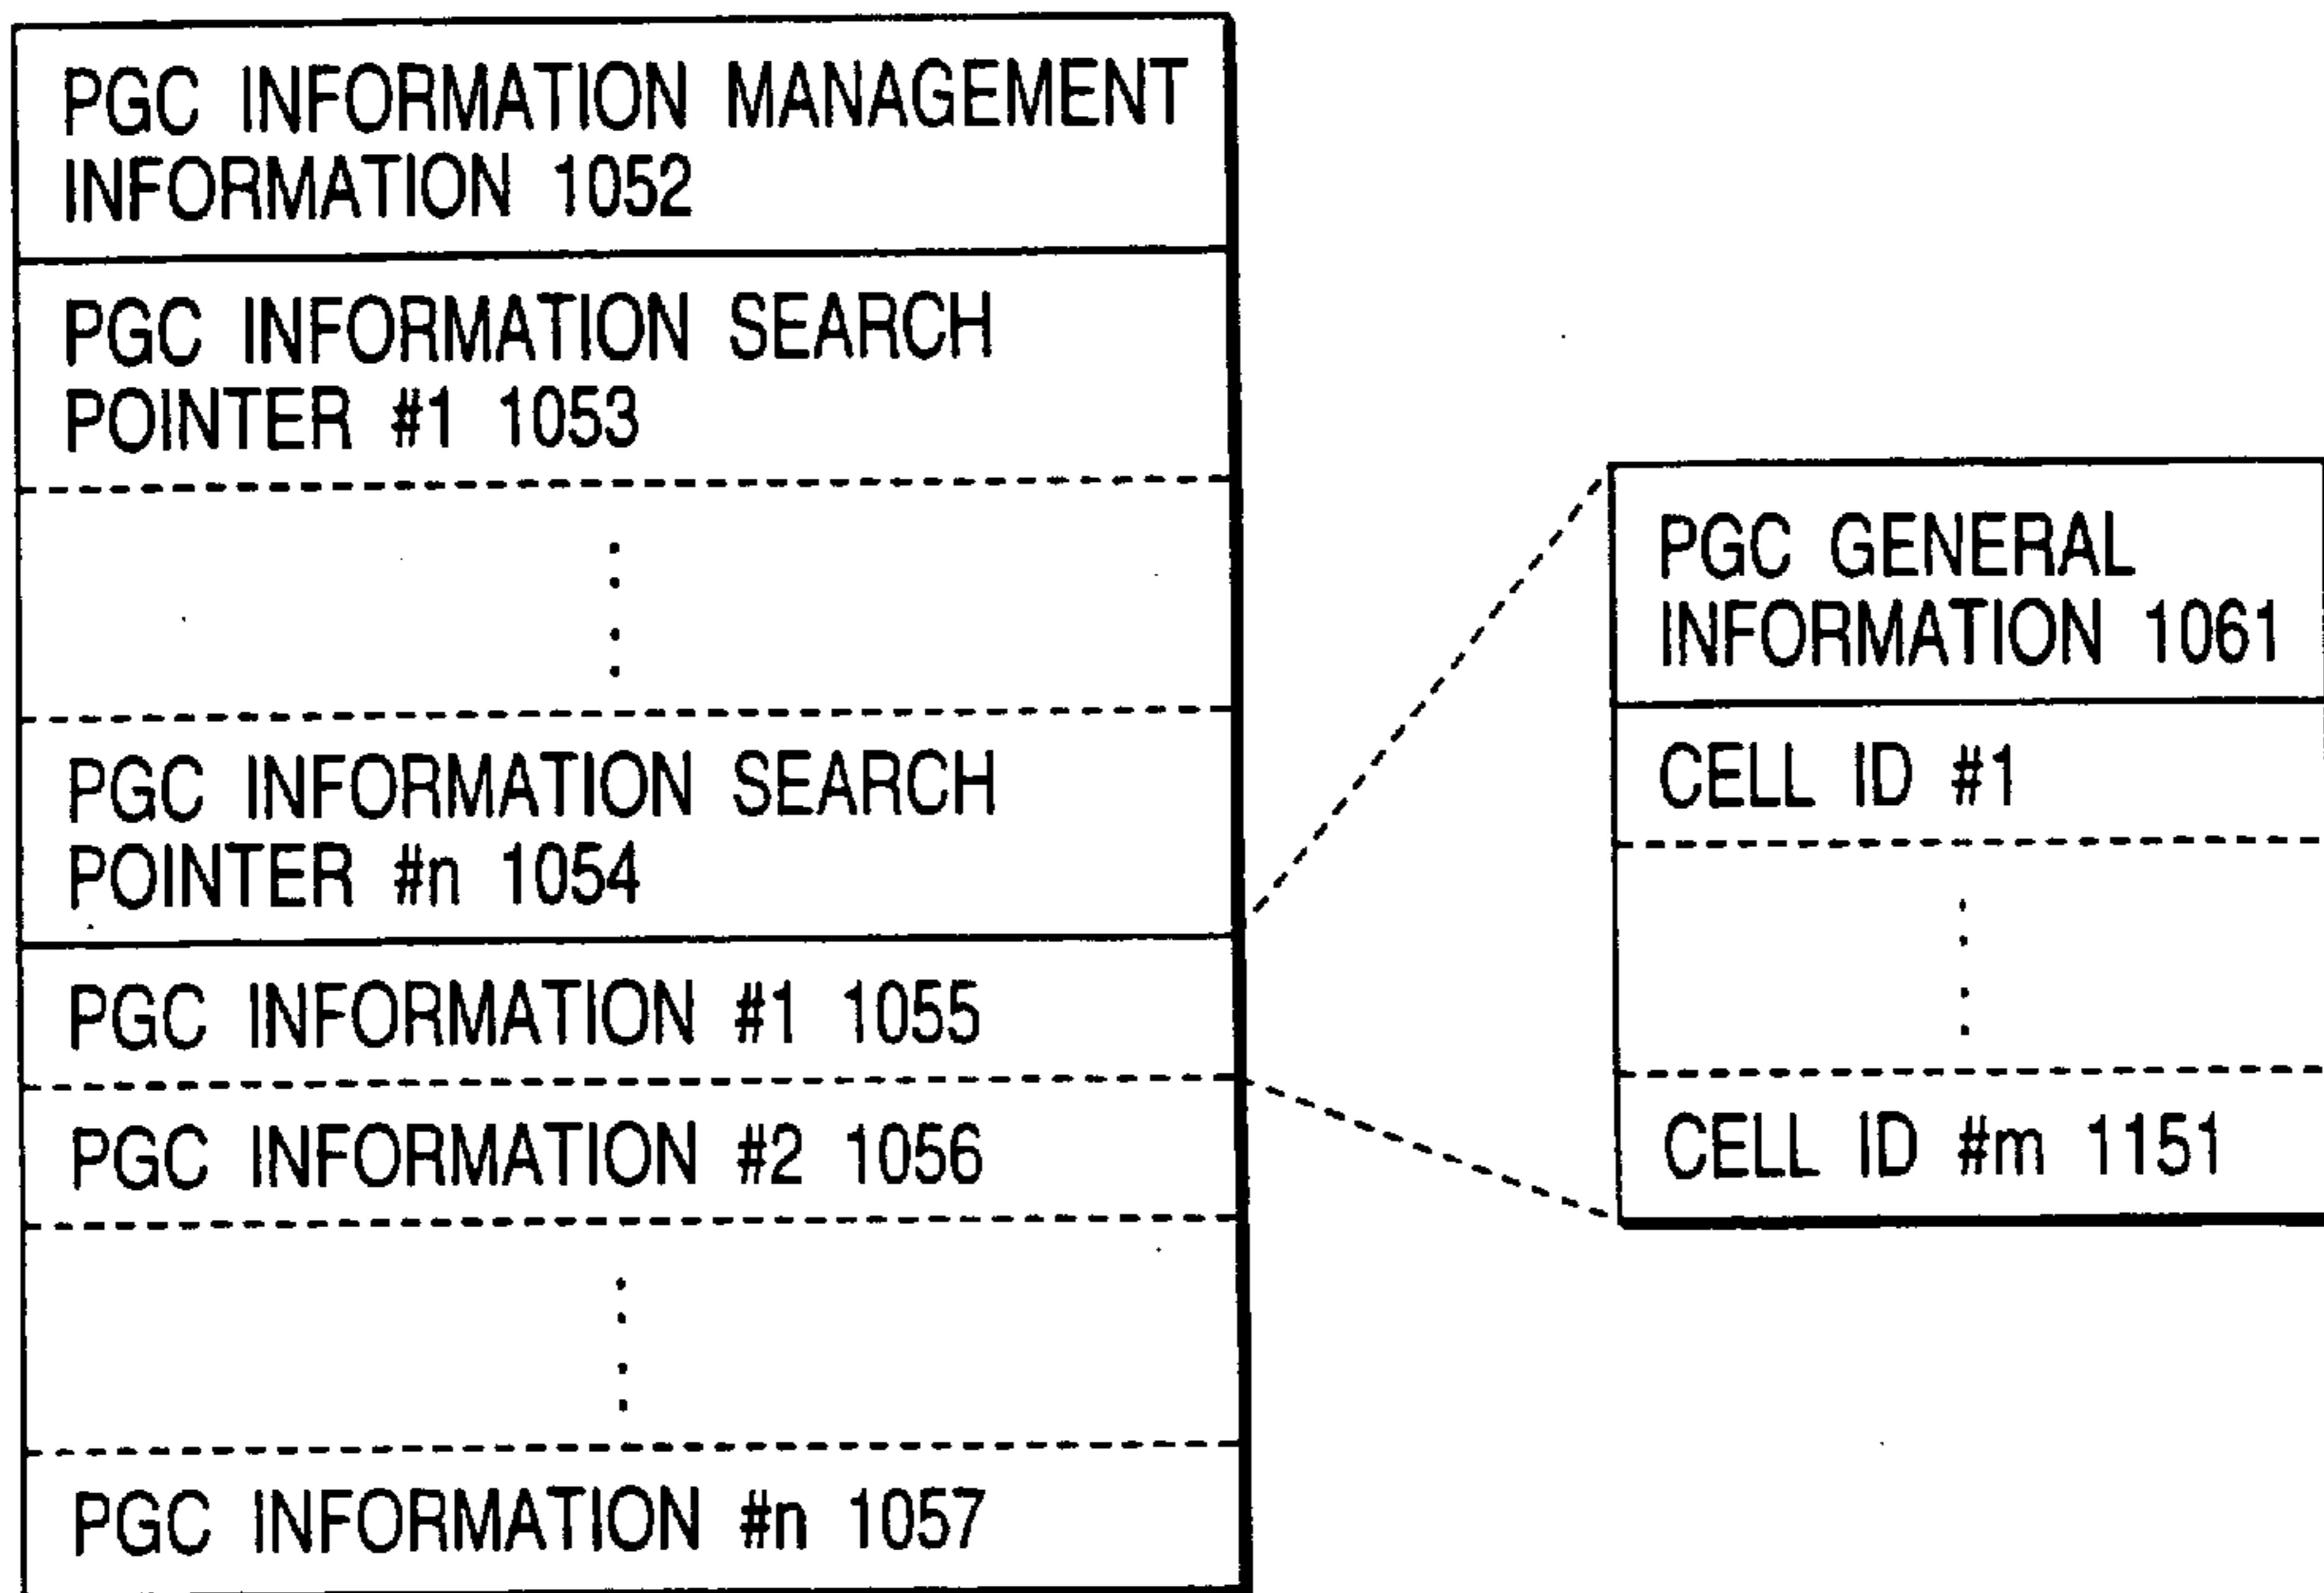 PGC INFORMATION MANAGEMENT
INFORMATION 1052
PGC INFORMATION SEARCH
POINTER #1 1053
PGC INFORMATION SEARCH
POINTER #n 1054
PGC INFORMATION #1 1055
PGC INFORMATION #2 1056
PGC INFORMATION #n 1057
PGC GENERAL
INFORMATION 1061
CELL ID #1
CELL ID #m 1151